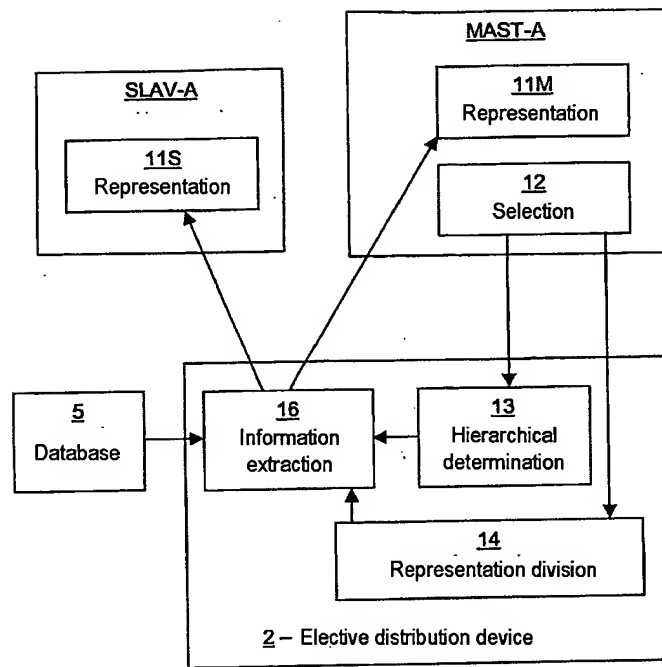 MAST-A
SLAV-A
11M
Representation
11S
Representation
12
Selection
5
Database
16
Information
extraction
13
Hierarchical
determination
14
Representation division
2 – Elective distribution device